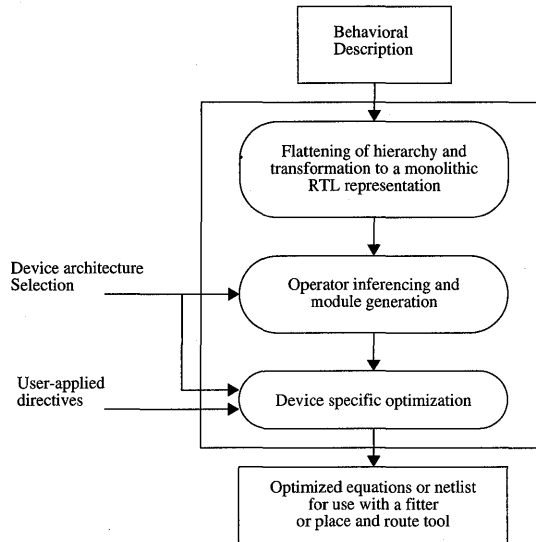 Behavioral
Description
Flattening of hierarchy and
transformation to a monolithic
RTL representation
Device architecture
Selection
Operator inferencing and
module generation
User-applied
directives
Device specific optimization
Optimized equations or netlist
for use with a fitter
or place and route tool